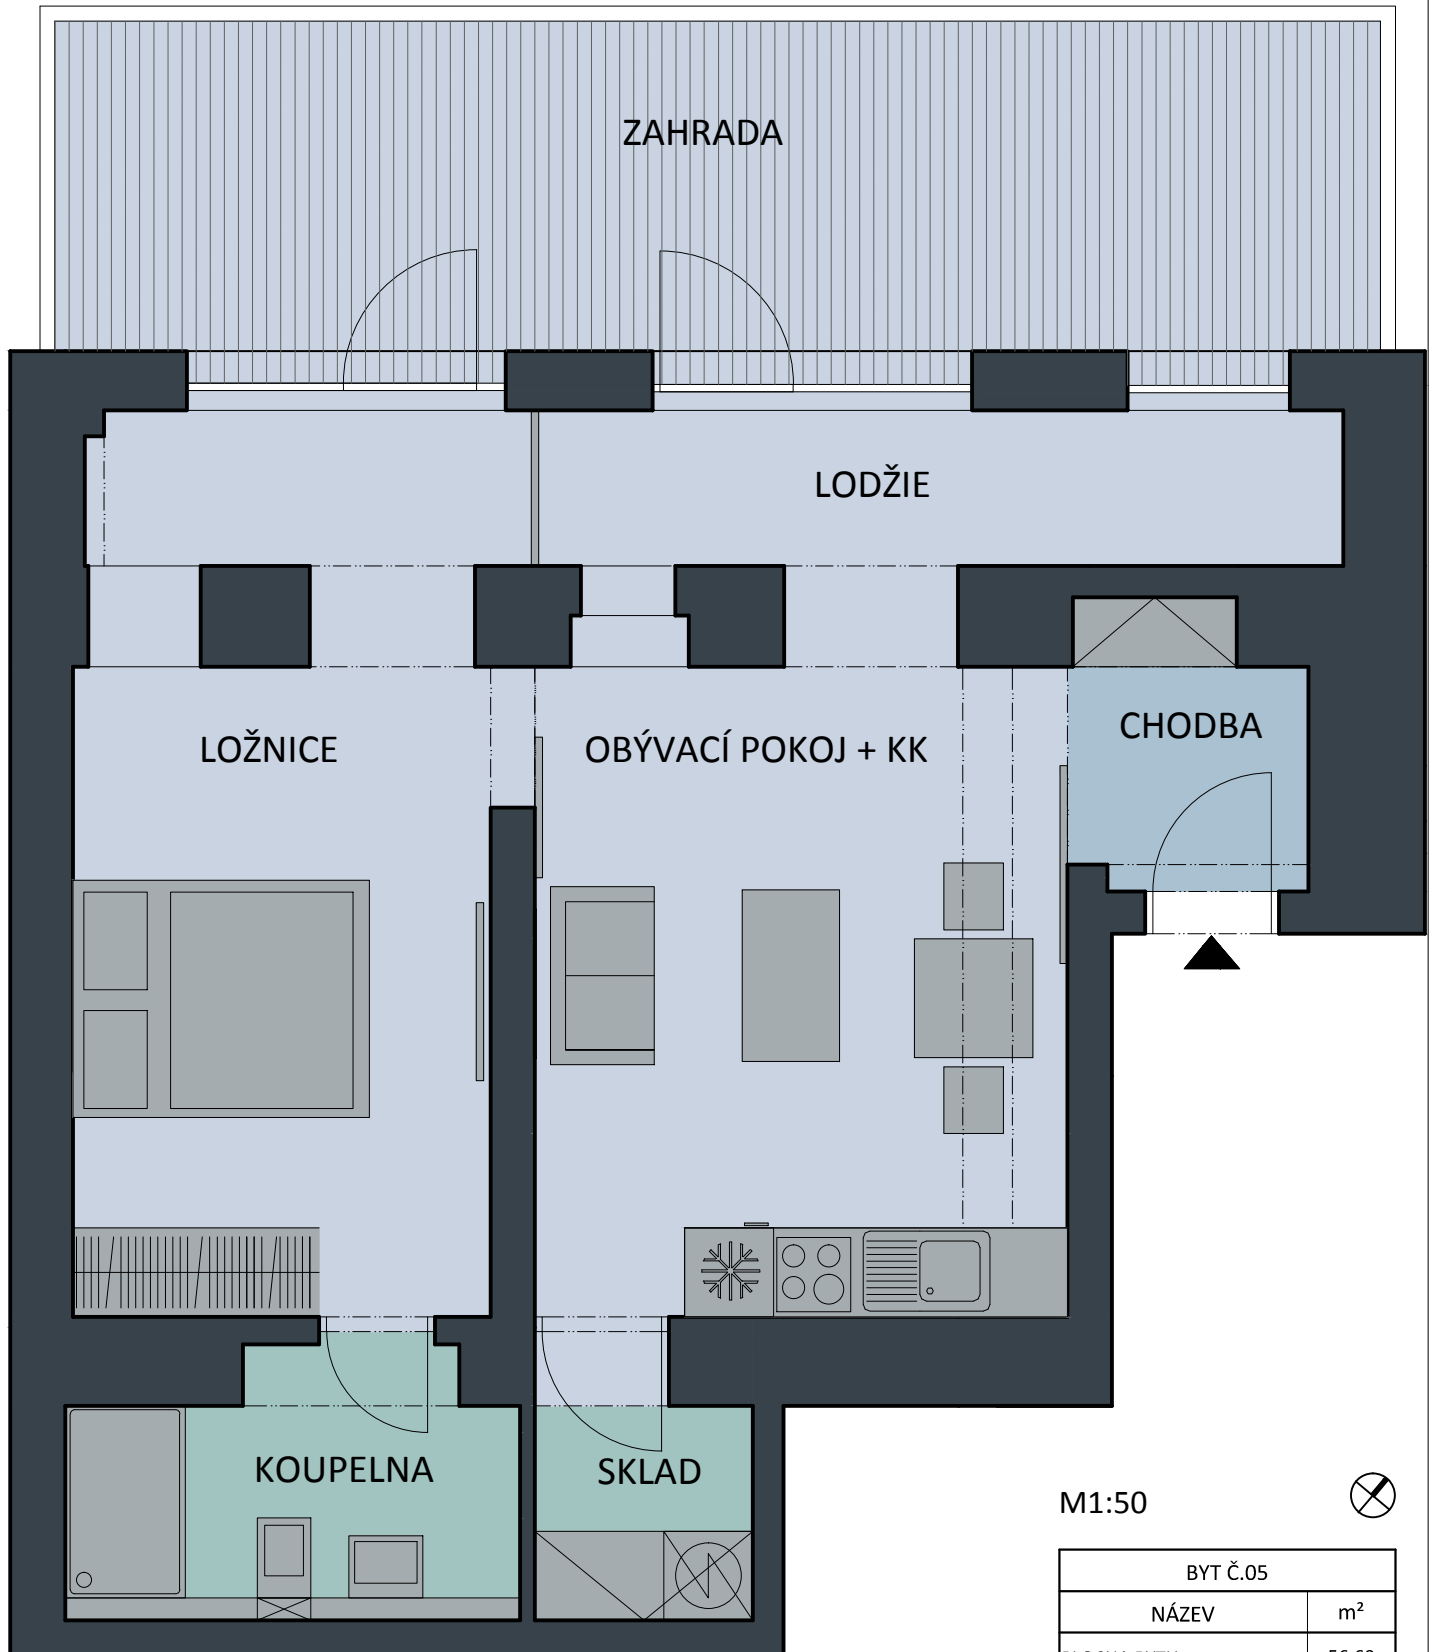 ZAHRADA
LODŽIE
LOŽNICE
OBÝVACÍ POKOJ + KK
CHODBA
KOUPELNA
SKLAD
M1:50
BYT Č.05
NÁZEV m²